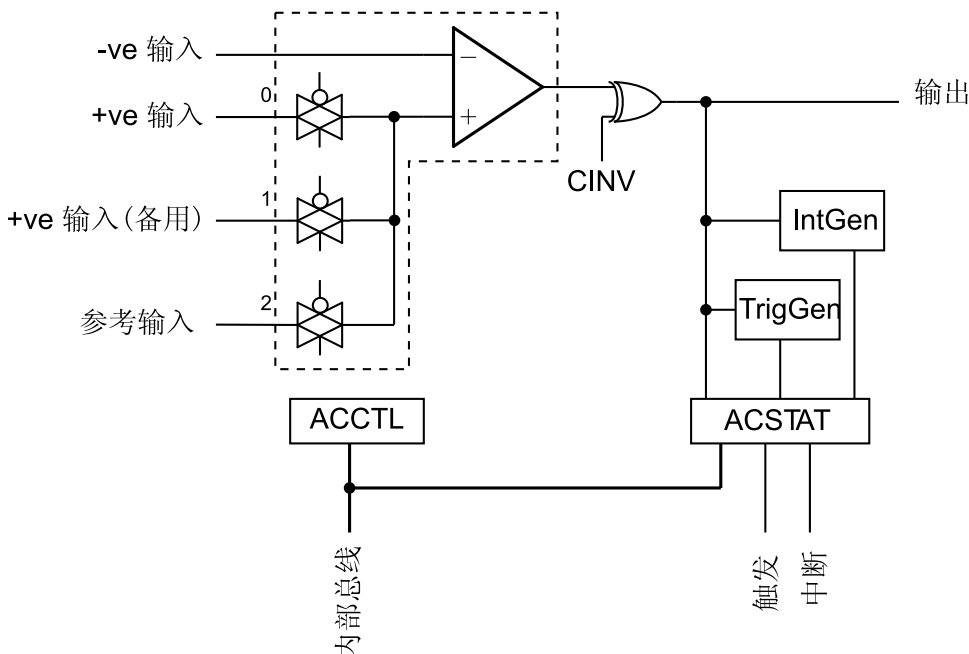 -ve 输入
−
0
+ve 输入
+
输出
CINV
1
+ve 输入(备用)
IntGen
2
参考输入
TrigGen
ACCTL
ACSTAT
内部总线
触发
中断